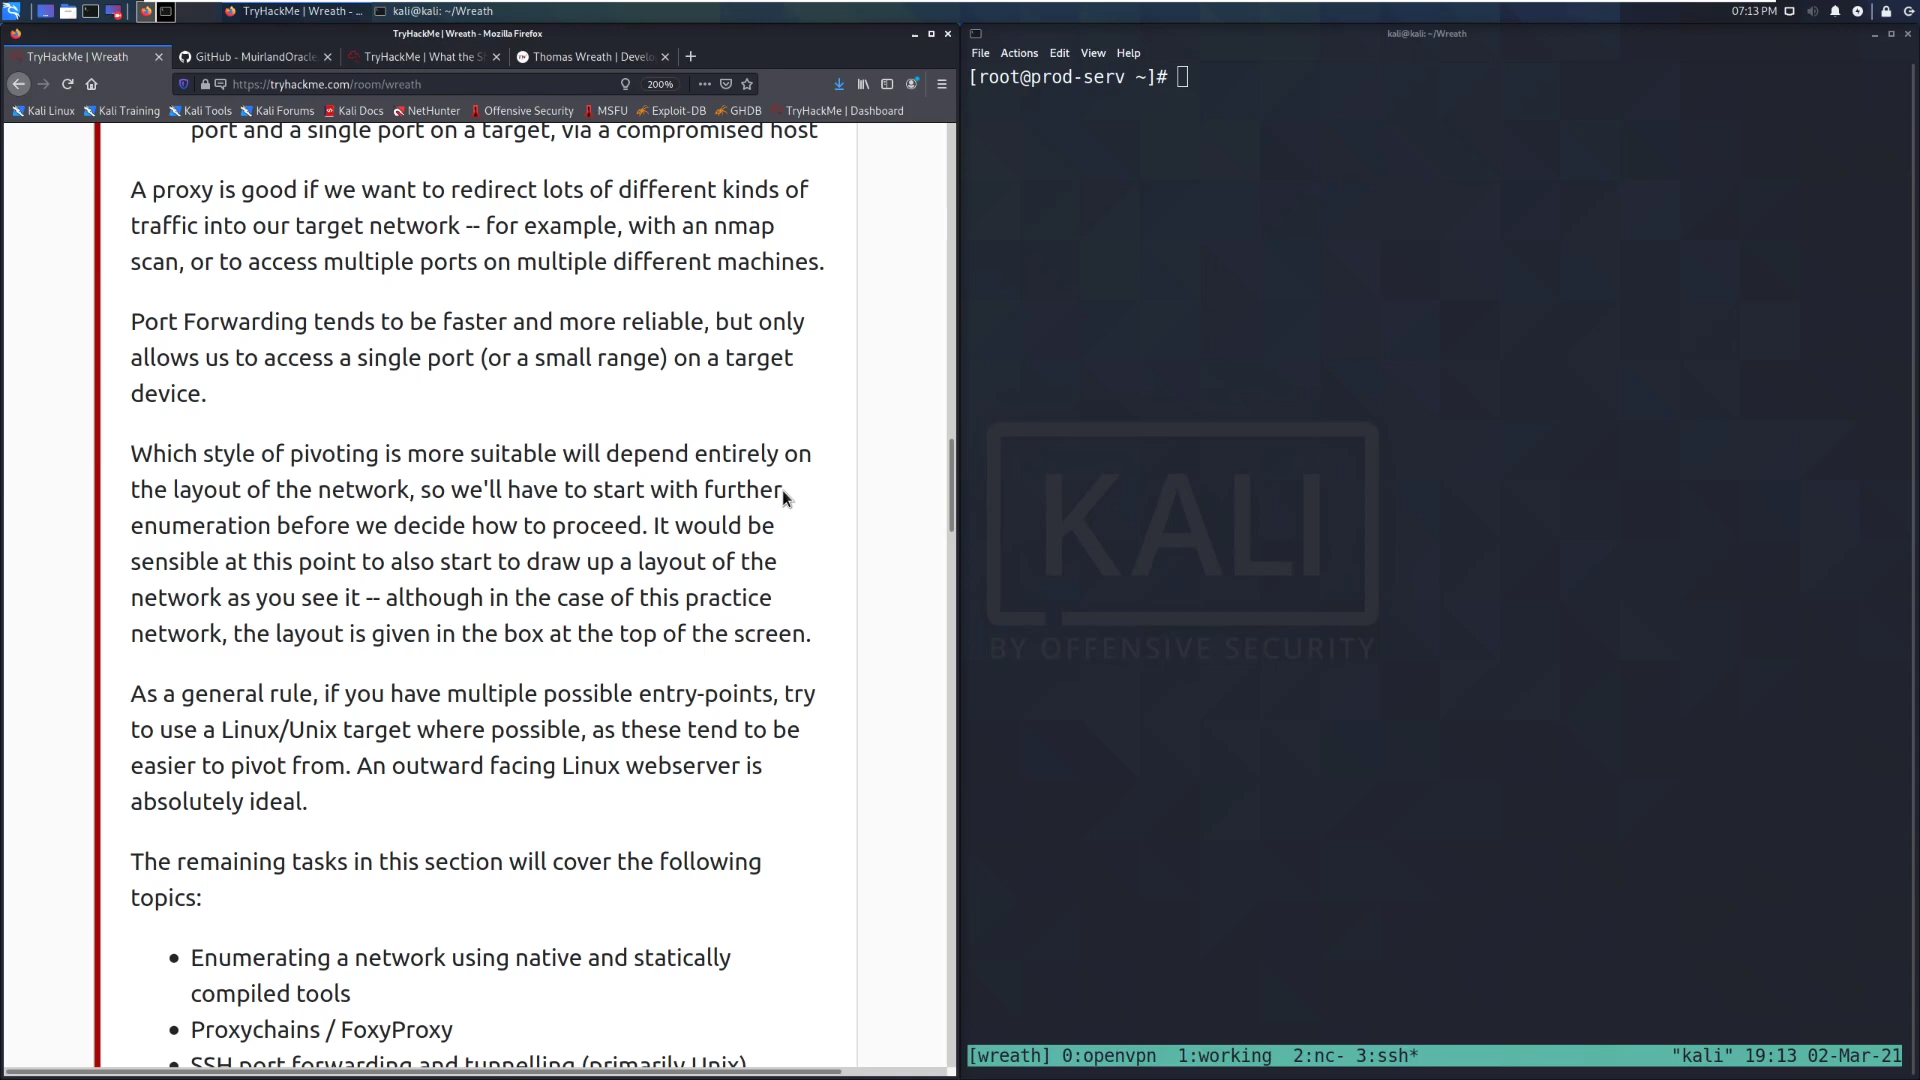 TryHackMe | Wreath - ...
kali@kali: ~/Wreath
07:13 PM
TryHackMe | Wreath - Mozilla Firefox
TryHackMe | Wreath
GitHub - MuirlandOracle/
TryHackMe | What the S
Thomas Wreath | Develo
https://tryhackme.com/room/wreath
200%
Kali Linux
Kali Training
Kali Tools
Kali Forums
Kali Docs
NetHunter
Offensive Security
MSFU
Exploit-DB
GHDB
TryHackMe | Dashboard
port and a single port on a target, via a compromised host
A proxy is good if we want to redirect lots of different kinds of
traffic into our target network -- for example, with an nmap
scan, or to access multiple ports on multiple different machines.
Port Forwarding tends to be faster and more reliable, but only
allows us to access a single port (or a small range) on a target
device.
Which style of pivoting is more suitable will depend entirely on
the layout of the network, so we'll have to start with further
enumeration before we decide how to proceed. It would be
sensible at this point to also start to draw up a layout of the
network as you see it -- although in the case of this practice
network, the layout is given in the box at the top of the screen.
As a general rule, if you have multiple possible entry-points, try
to use a Linux/Unix target where possible, as these tend to be
easier to pivot from. An outward facing Linux webserver is
absolutely ideal.
The remaining tasks in this section will cover the following
topics:
• Enumerating a network using native and statically
compiled tools
• Proxychains / FoxyProxy
• SSH port forwarding and tunnelling (primarily Unix)
kali@kali: ~/Wreath
File Actions Edit View Help
[root@prod-serv ~]#
KALI
BY OFFENSIVE SECURITY
[wreath] 0:openvpn 1:working 2:nc- 3:ssh*
"kali" 19:13 02-Mar-21